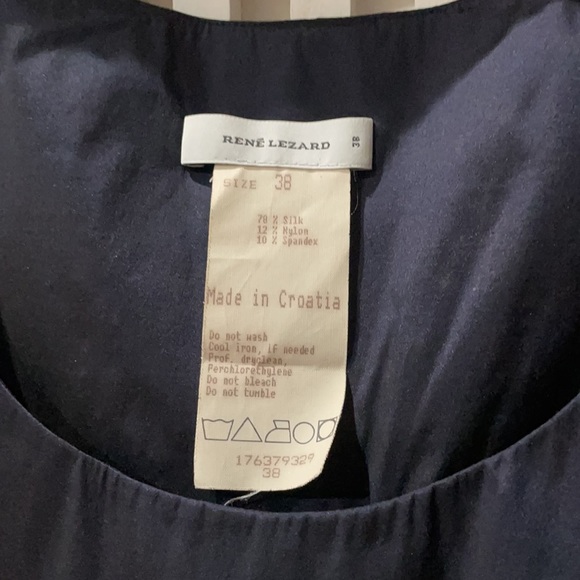 RENÉ LEZARD
38
SIZE 38
78 % Silk
12 % Nylon
10 % Spandex
Made in Croatia
Do not wash
Cool iron, if needed
Prof. dryclean,
Perchlorethylene
Do not bleach
Do not tumble
176379329
38